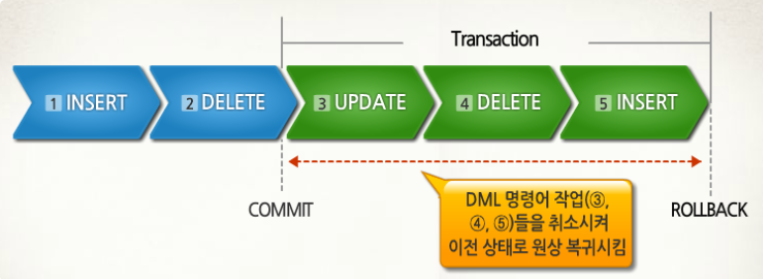 Transaction
1 INSERT
2 DELETE
3 UPDATE
4 DELETE
5 INSERT
COMMIT
DML 명령어 작업(③,
④, ⑤)들을 취소시켜
이전 상태로 원상 복귀시킴
ROLLBACK